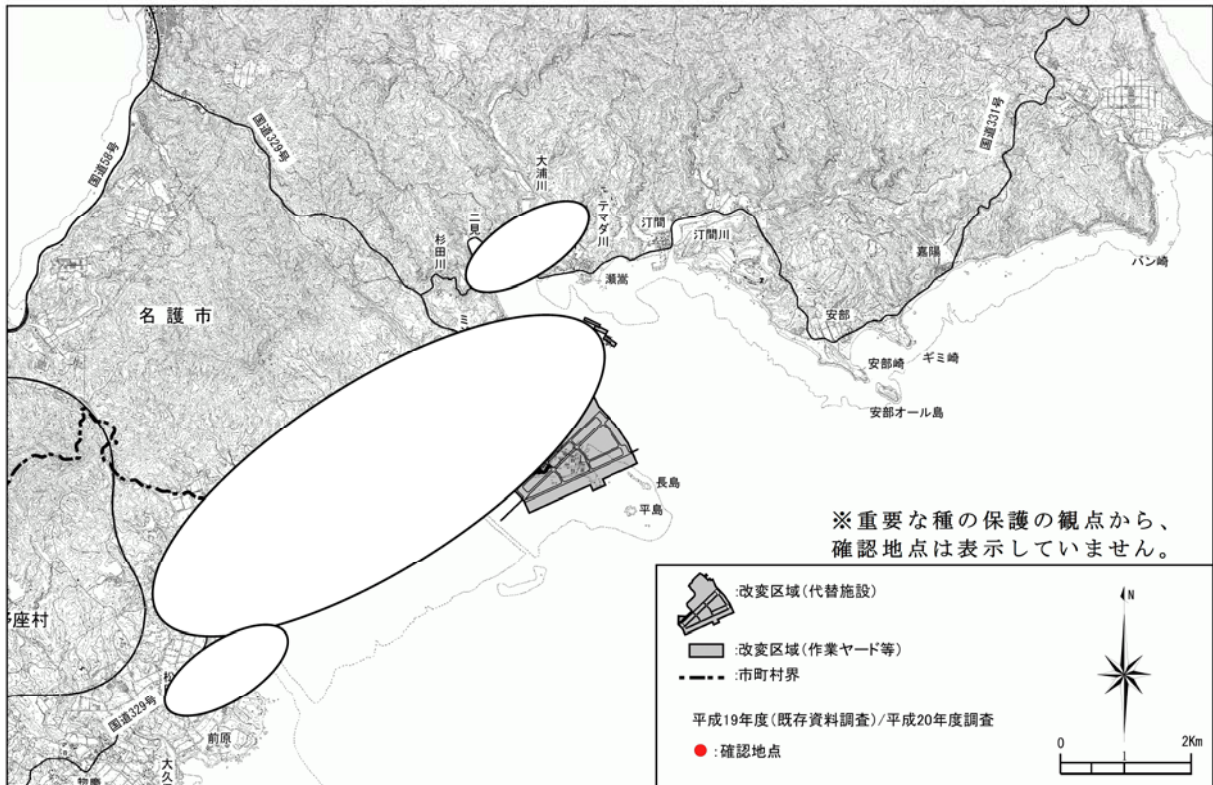 国道58号
国道329号
国道331号
大浦川
テマダ川
二見
杉田川
汀間
汀間川
瀬嵩
嘉陽
バン崎
名護市
安部
安部崎
ギミ崎
安部オール島
長島
平島
※重要な種の保護の観点から、
確認地点は表示していません。
座村
国道329号
前原
:改変区域(代替施設)
:改変区域(作業ヤード等)
:市町村界
平成19年度(既存資料調査)/平成20年度調査
:確認地点
N
0 1 2Km